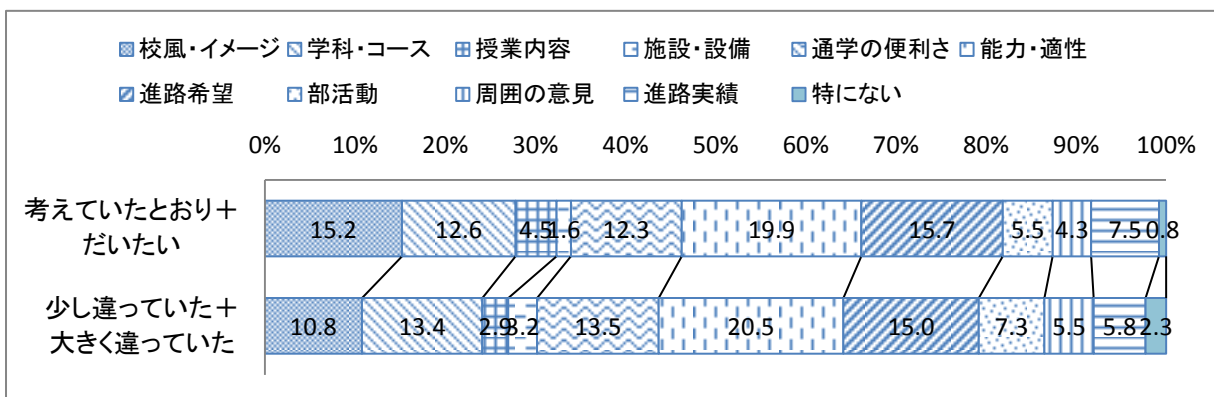 校風・イメージ 学科・コース 授業内容 施設・設備 通学の便利さ 能力・適性
進路希望 部活動 周囲の意見 進路実績 特にない
0% 10% 20% 30% 40% 50% 60% 70% 80% 90% 100%
考えていたとおり＋
だいたい
15.2 12.6 4.5 1.6 12.3 19.9 15.7 5.5 4.3 7.5 0.8
少し違っていた＋
大きく違っていた
10.8 13.4 2.9 3.2 13.5 20.5 15.0 7.3 5.5 5.8 2.3